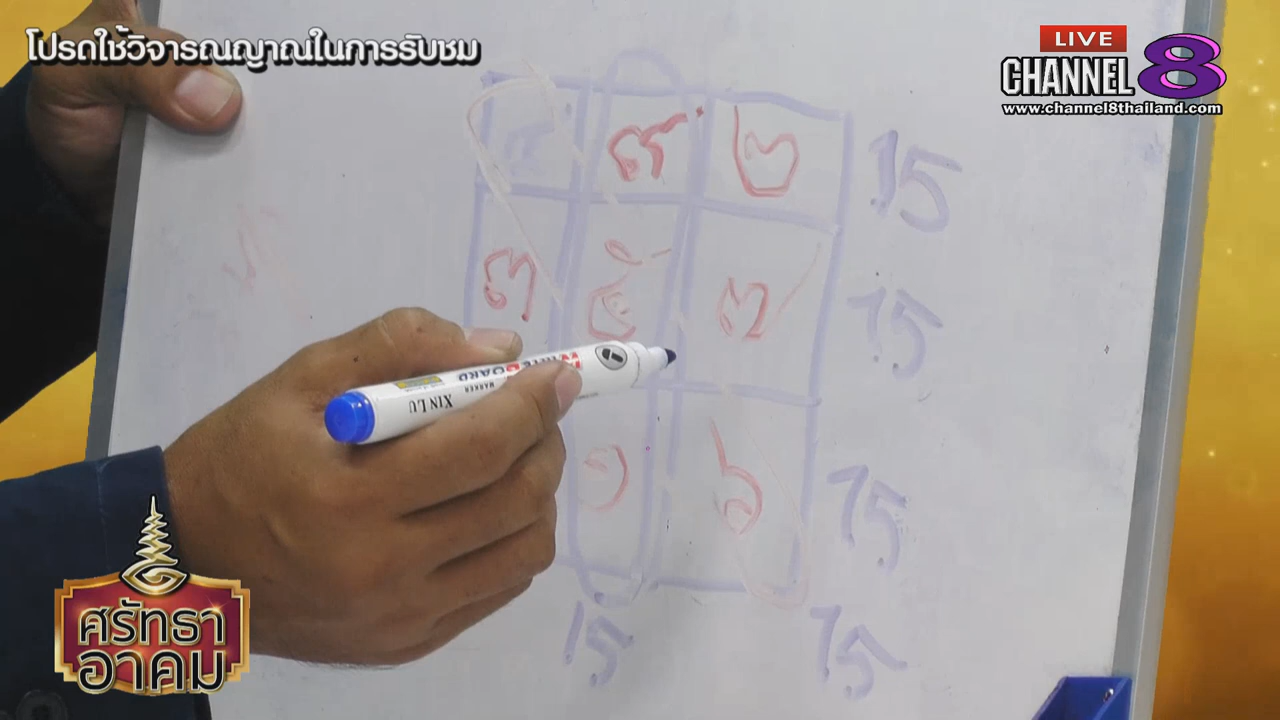 โปรดใช้วิจารณญาณในการรับชม
LIVE
CHANNEL 8
www.channel8thailand.com
๙ ๒ 15
๓ ๕ ๗ 15
๑ ๖ 15
15 15
WHITEBOARD
MARKER
XIN LU
ศรัทธา
อาคม